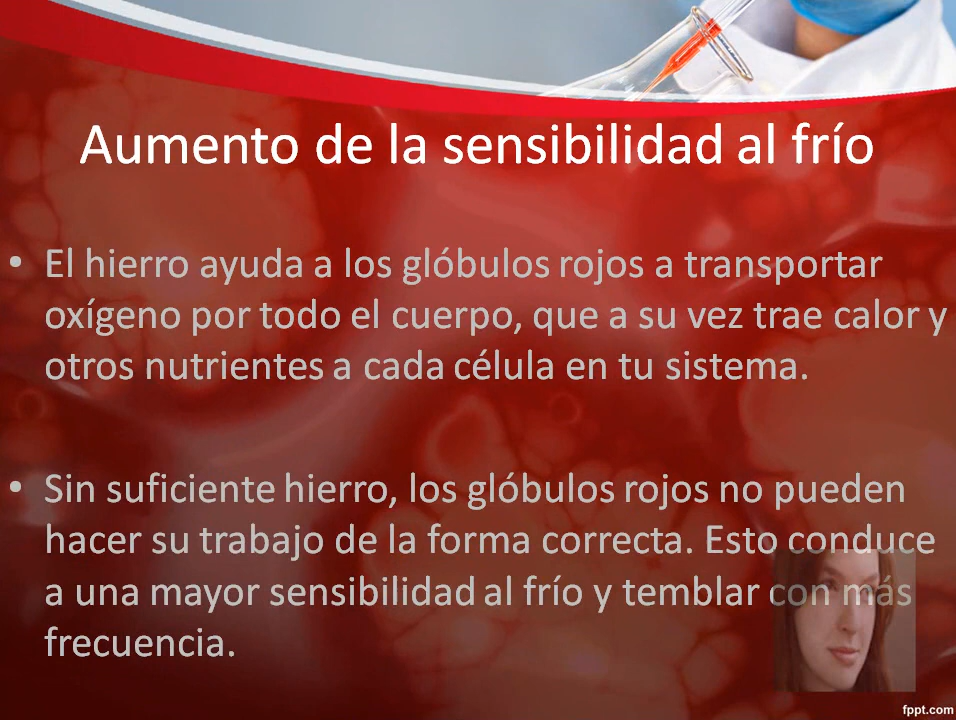 Aumento de la sensibilidad al frío
• El hierro ayuda a los glóbulos rojos a transportar
oxígeno por todo el cuerpo, que a su vez trae calor y
otros nutrientes a cada célula en tu sistema.
• Sin suficiente hierro, los glóbulos rojos no pueden
hacer su trabajo de la forma correcta. Esto conduce
a una mayor sensibilidad al frío y temblar con más
frecuencia.
fppt.com